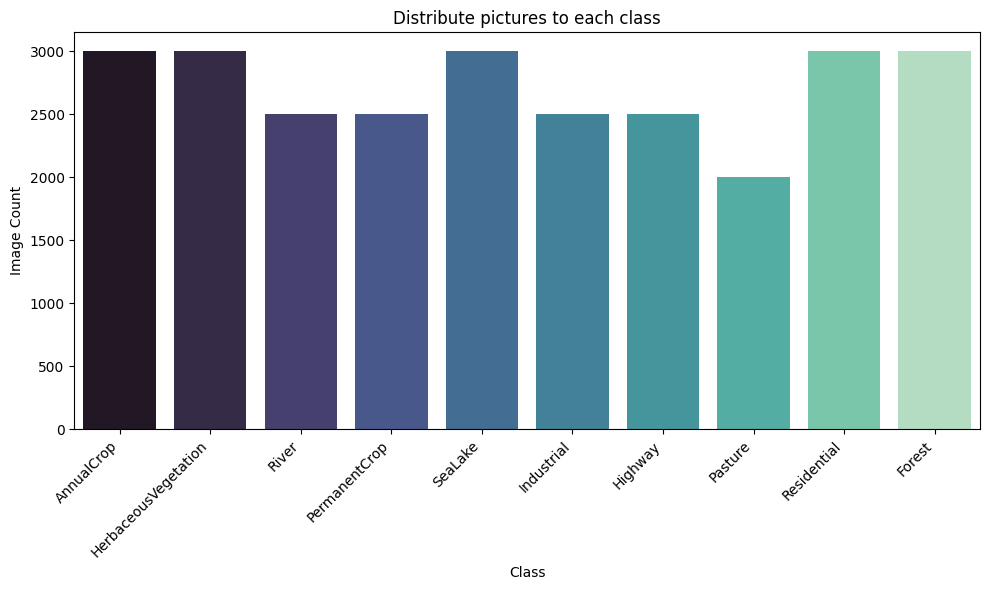 Distribute pictures to each class
Image Count
3000
2500
2000
1500
1000
500
0
AnnualCrop
HerbaceousVegetation
River
PermanentCrop
SeaLake
Industrial
Highway
Pasture
Residential
Forest
Class